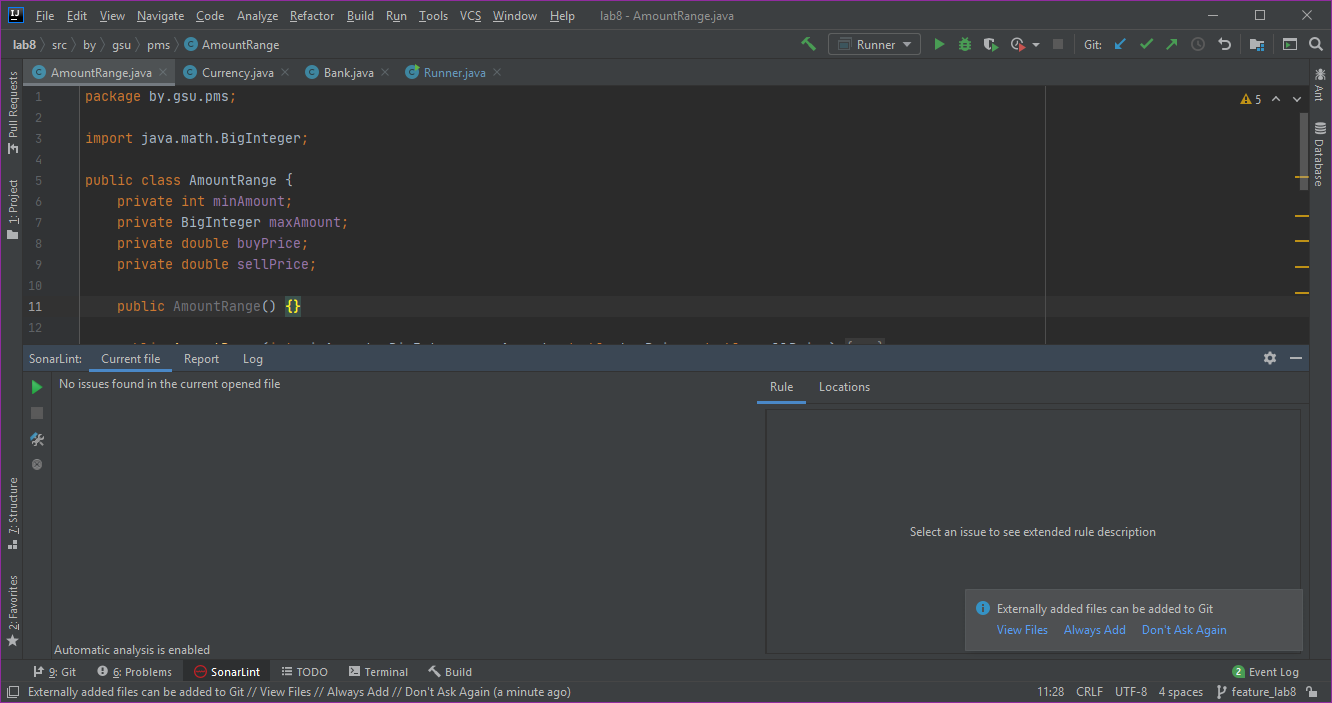 File Edit View Navigate Code Analyze Refactor Build Run Tools VCS Window Help lab8 - AmountRange.java
lab8 src by gsu pms AmountRange Runner Git:
AmountRange.java Currency.java Bank.java Runner.java
Pull Requests
1: Project
7: Structure
2: Favorites
Ant
Database
5
1 package by.gsu.pms;
2
3 import java.math.BigInteger;
4
5 public class AmountRange {
6 private int minAmount;
7 private BigInteger maxAmount;
8 private double buyPrice;
9 private double sellPrice;
10
11 public AmountRange() {}
12
SonarLint: Current file Report Log
No issues found in the current opened file
Rule Locations
Select an issue to see extended rule description
Externally added files can be added to Git
View Files Always Add Don't Ask Again
Automatic analysis is enabled
9: Git 6: Problems SonarLint TODO Terminal Build 2 Event Log
Externally added files can be added to Git // View Files // Always Add // Don't Ask Again (a minute ago) 11:28 CRLF UTF-8 4 spaces feature_lab8